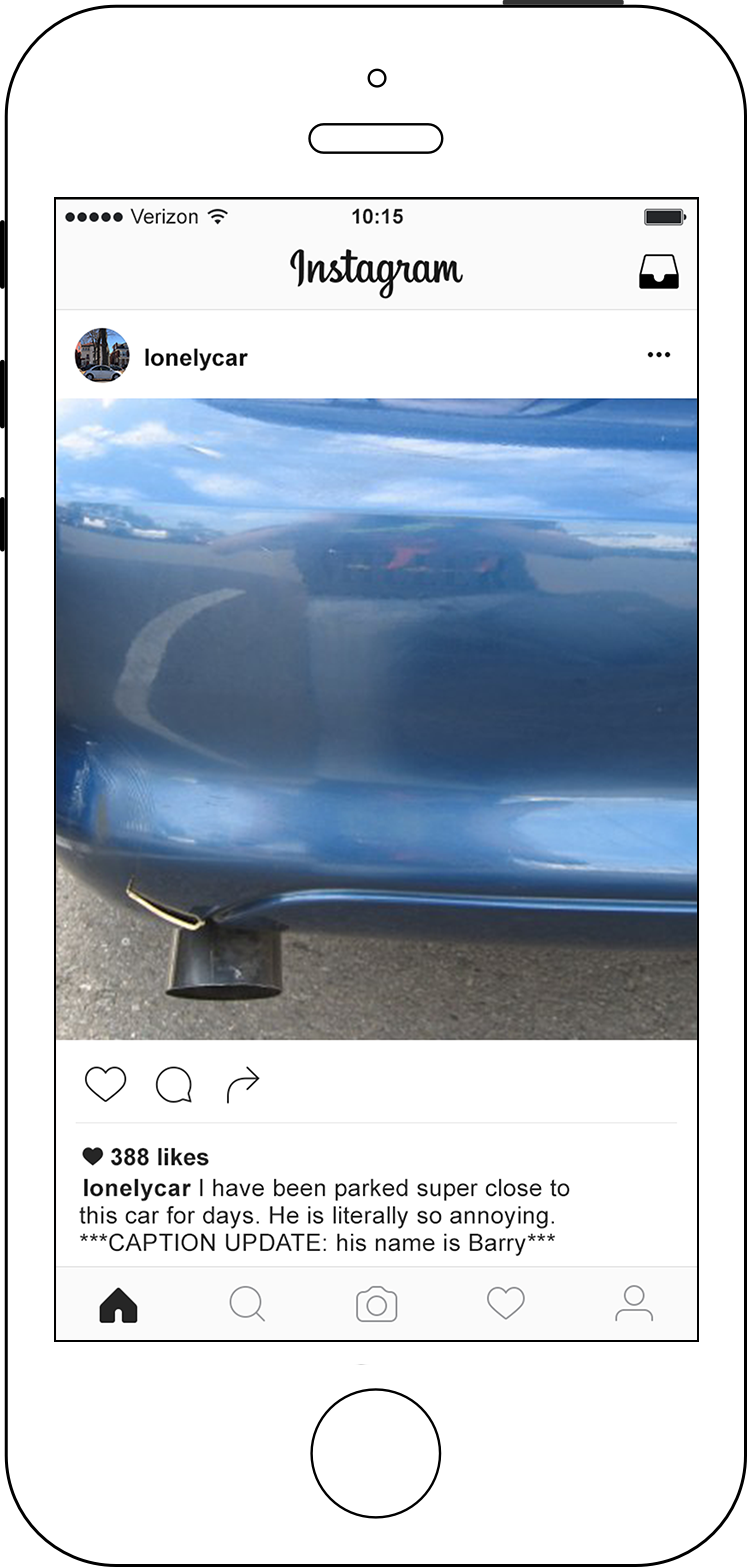 ●●●●● Verizon 10:15
Instagram
lonelycar
388 likes
lonelycar I have been parked super close to
this car for days. He is literally so annoying.
***CAPTION UPDATE: his name is Barry***